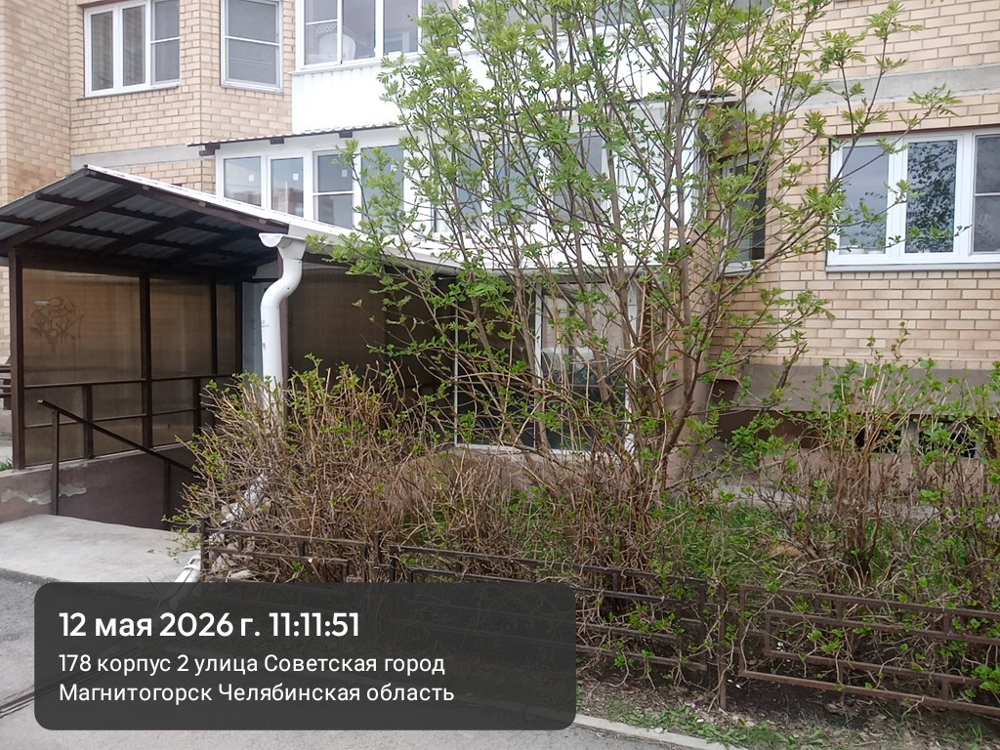 12 мая 2026 г. 11:11:51
178 корпус 2 улица Советская город
Магнитогорск Челябинская область